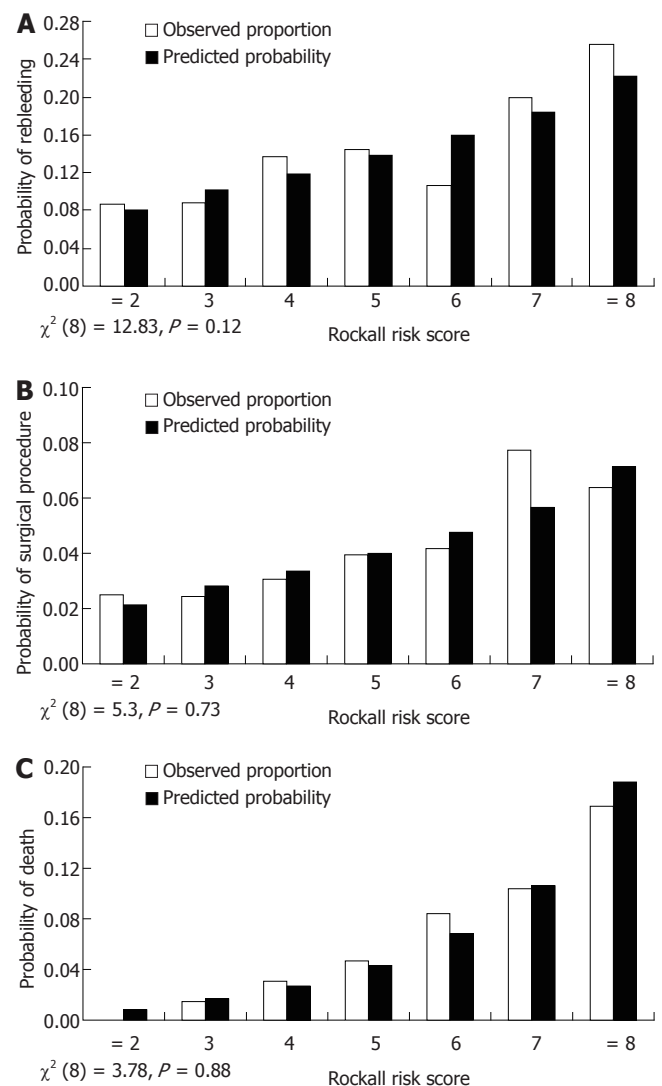 A
Observed proportion
Predicted probability
Probability of rebleeding
0.28
0.24
0.20
0.16
0.12
0.08
0.04
0.00
= 2 3 4 5 6 7 = 8
χ² (8) = 12.83, P = 0.12
Rockall risk score
B
Observed proportion
Predicted probability
Probability of surgical procedure
0.10
0.08
0.06
0.04
0.02
0.00
= 2 3 4 5 6 7 = 8
χ² (8) = 5.3, P = 0.73
Rockall risk score
C
Observed proportion
Predicted probability
Probability of death
0.20
0.16
0.12
0.08
0.04
0.00
= 2 3 4 5 6 7 = 8
χ² (8) = 3.78, P = 0.88
Rockall risk score